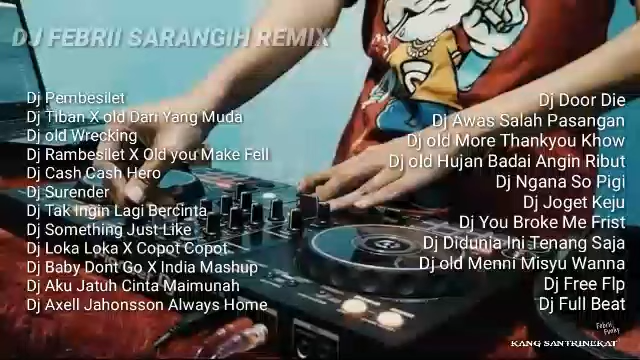 DJ FEBRII SARANGIH REMIX
Dj Pembesilet
Dj Tiban X old Dari Yang Muda
Dj old Wrecking
Dj Rambesilet X Old you Make Fell
Dj Cash Cash Hero
Dj Surender
Dj Tak Ingin Lagi Bercinta
Dj Something Just Like
Dj Loka Loka X Copot Copot
Dj Baby Dont Go X India Mashup
Dj Aku Jatuh Cinta Maimunah
Dj Axell Jahonsson Always Home
Dj Door Die
Dj Awas Salah Pasangan
Dj old More Thankyou Khow
Dj old Hujan Badai Angin Ribut
Dj Ngana So Pigi
Dj Joget Keju
Dj You Broke Me Frist
Dj Didunja Ini Tenang Saja
Dj old Menni Misyu Wanna
Dj Free Flp
Dj Full Beat
Febrii
Funky
KANG SANTRINEKAT